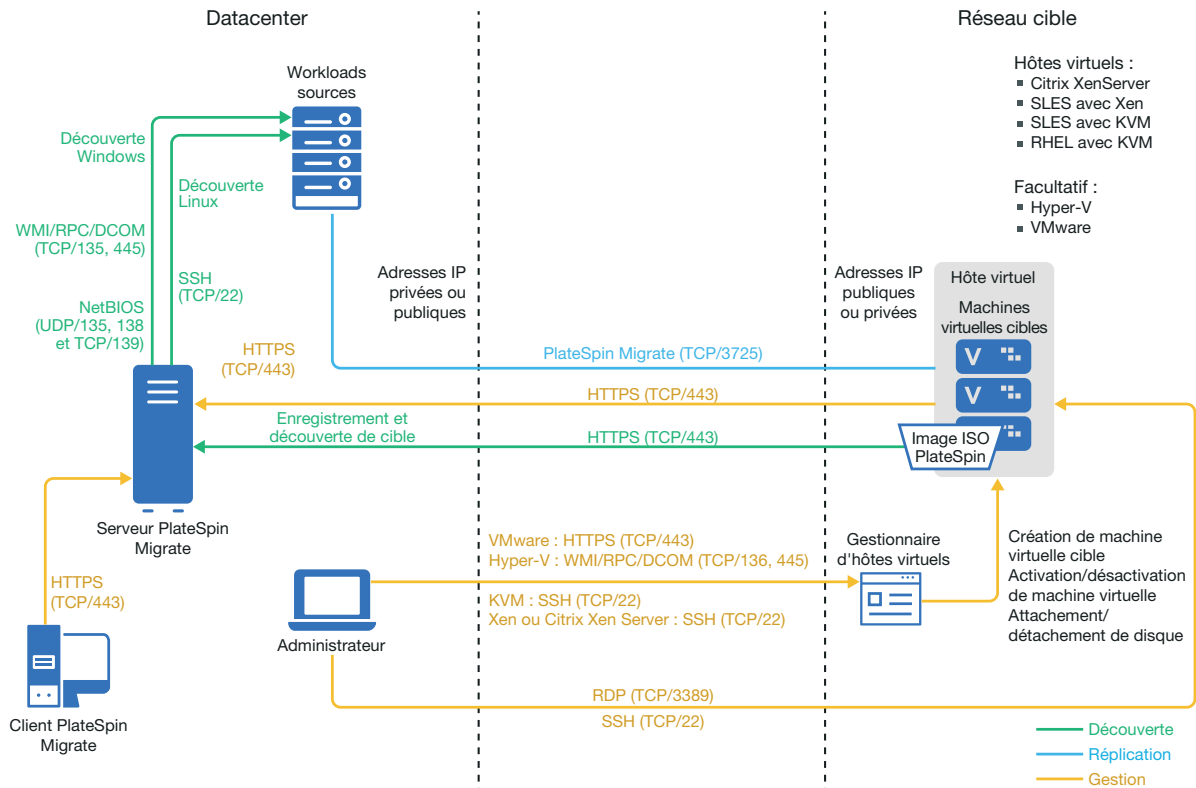 Datacenter
Réseau cible
Hôtes virtuels :
Citrix XenServer
SLES avec Xen
SLES avec KVM
RHEL avec KVM
Facultatif :
Hyper-V
VMware
Workloads
sources
Découverte
Windows
Découverte
Linux
WMI/RPC/DCOM
(TCP/135, 445)
SSH
(TCP/22)
NetBIOS
(UDP/135, 138
et TCP/139)
HTTPS
(TCP/443)
Adresses IP
privées ou
publiques
Adresses IP
publiques
ou privées
Hôte virtuel
Machines
virtuelles cibles
V
V
PlateSpin Migrate (TCP/3725)
HTTPS (TCP/443)
Enregistrement et
découverte de cible
HTTPS (TCP/443)
Image ISO
PlateSpin
Serveur PlateSpin
Migrate
HTTPS
(TCP/443)
Client PlateSpin
Migrate
Administrateur
VMware : HTTPS (TCP/443)
Hyper-V : WMI/RPC/DCOM (TCP/136, 445)
KVM : SSH (TCP/22)
Xen ou Citrix Xen Server : SSH (TCP/22)
Gestionnaire
d'hôtes virtuels
Création de machine
virtuelle cible
Activation/désactivation
de machine virtuelle
Attachement/
détachement de disque
RDP (TCP/3389)
SSH (TCP/22)
Découverte
Réplication
Gestion